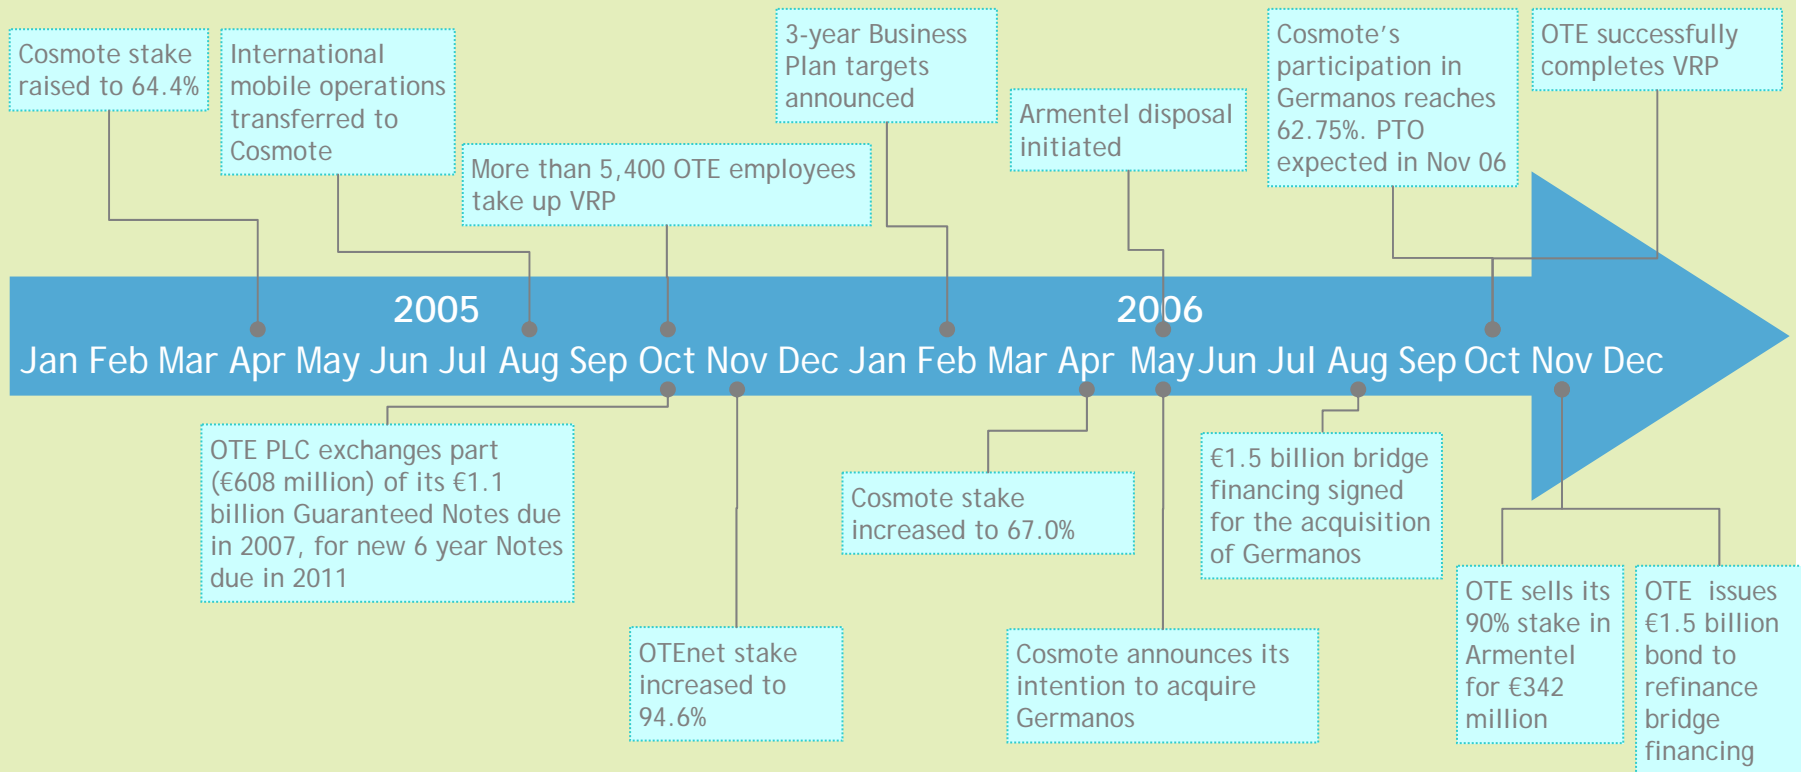 Cosmote stake
raised to 64.4%
International
mobile operations
transferred to
Cosmote
More than 5,400 OTE employees
take up VRP
3-year Business
Plan targets
announced
Armentel disposal
initiated
Cosmote's
participation in
Germanos reaches
62.75%. PTO
expected in Nov 06
OTE successfully
completes VRP
2005
2006
Jan Feb Mar Apr May Jun Jul Aug Sep Oct Nov Dec Jan Feb Mar Apr May Jun Jul Aug Sep Oct Nov Dec
OTE PLC exchanges part
(€608 million) of its €1.1
billion Guaranteed Notes due
in 2007, for new 6 year Notes
due in 2011
OTEnet stake
increased to
94.6%
Cosmote stake
increased to 67.0%
Cosmote announces its
intention to acquire
Germanos
€1.5 billion bridge
financing signed
for the acquisition
of Germanos
OTE sells its
90% stake in
Armentel
for €342
million
OTE issues
€1.5 billion
bond to
refinance
bridge
financing